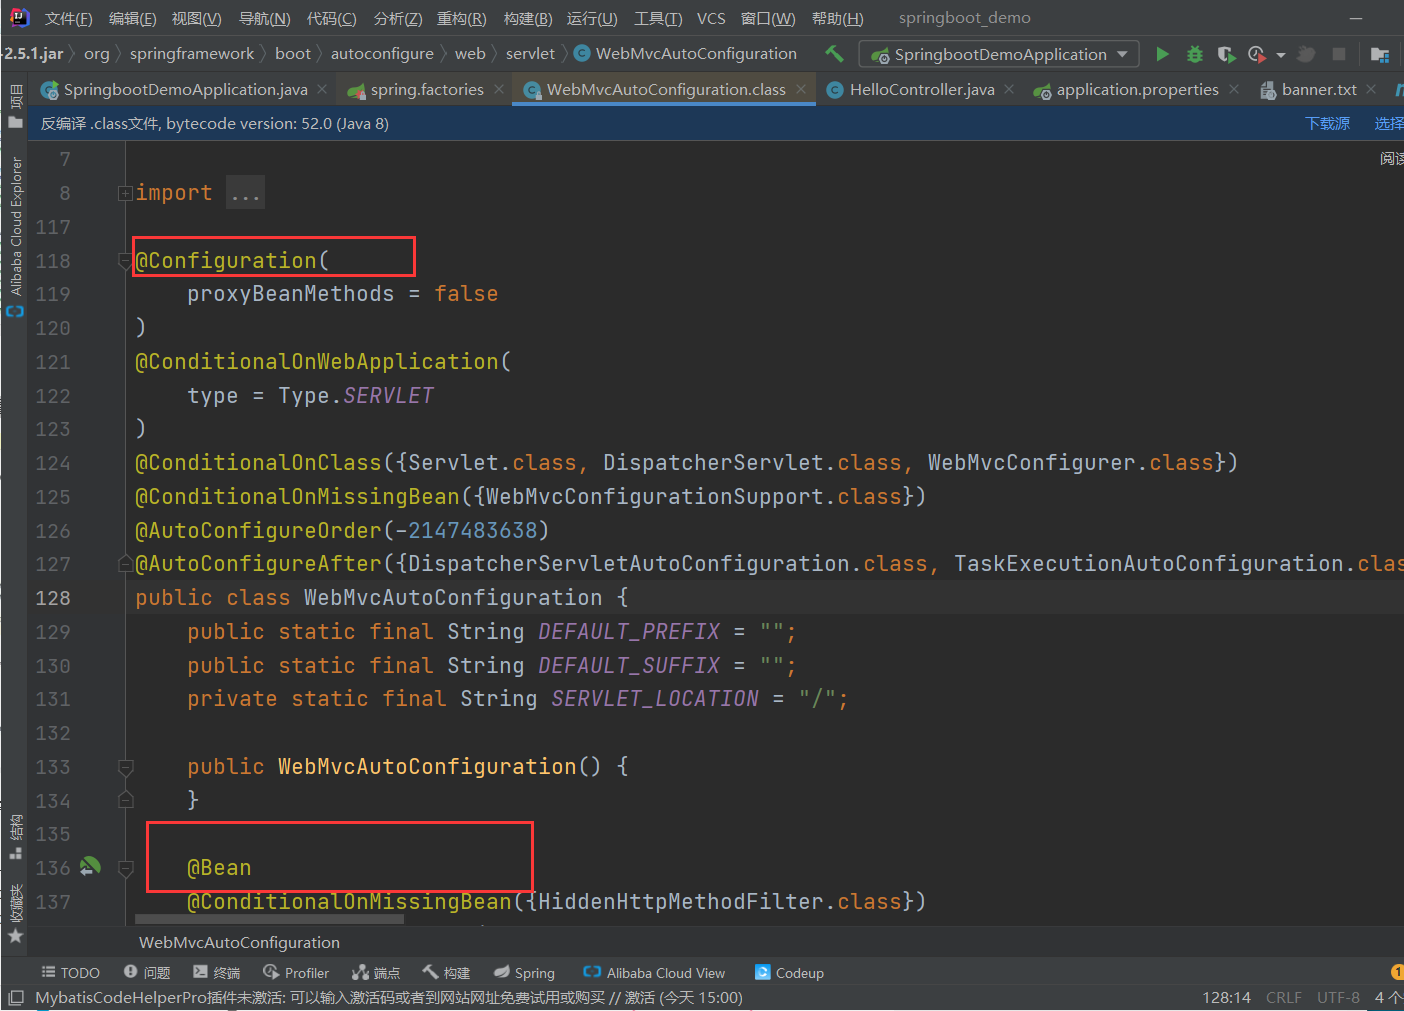 文件(F) 编辑(E) 视图(V) 导航(N) 代码(C) 分析(Z) 重构(R) 构建(B) 运行(U) 工具(T) VCS 窗口(W) 帮助(H) springboot_demo
-2.5.1.jar org springframework boot autoconfigure web servlet WebMvcAutoConfiguration SpringbootDemoApplication
SpringbootDemoApplication.java spring.factories WebMvcAutoConfiguration.class HelloController.java application.properties banner.txt
反编译 .class文件, bytecode version: 52.0 (Java 8) 下载源 选择
项目
Alibaba Cloud Explorer
结构
收藏夹
阅读
7
8 import ...
117
118 @Configuration(
119 proxyBeanMethods = false
120 )
121 @ConditionalOnWebApplication(
122 type = Type.SERVLET
123 )
124 @ConditionalOnClass({Servlet.class, DispatcherServlet.class, WebMvcConfigurer.class})
125 @ConditionalOnMissingBean({WebMvcConfigurationSupport.class})
126 @AutoConfigureOrder(-2147483638)
127 @AutoConfigureAfter({DispatcherServletAutoConfiguration.class, TaskExecutionAutoConfiguration.clas
128 public class WebMvcAutoConfiguration {
129 public static final String DEFAULT_PREFIX = "";
130 public static final String DEFAULT_SUFFIX = "";
131 private static final String SERVLET_LOCATION = "/";
132
133 public WebMvcAutoConfiguration() {
134 }
135
136 @Bean
137 @ConditionalOnMissingBean({HiddenHttpMethodFilter.class})
WebMvcAutoConfiguration
TODO 问题 终端 Profiler 端点 构建 Spring Alibaba Cloud View Codeup 1
MybatisCodeHelperPro插件未激活: 可以输入激活码或者到网站网址免费试用或购买 // 激活 (今天 15:00) 128:14 CRLF UTF-8 4 个